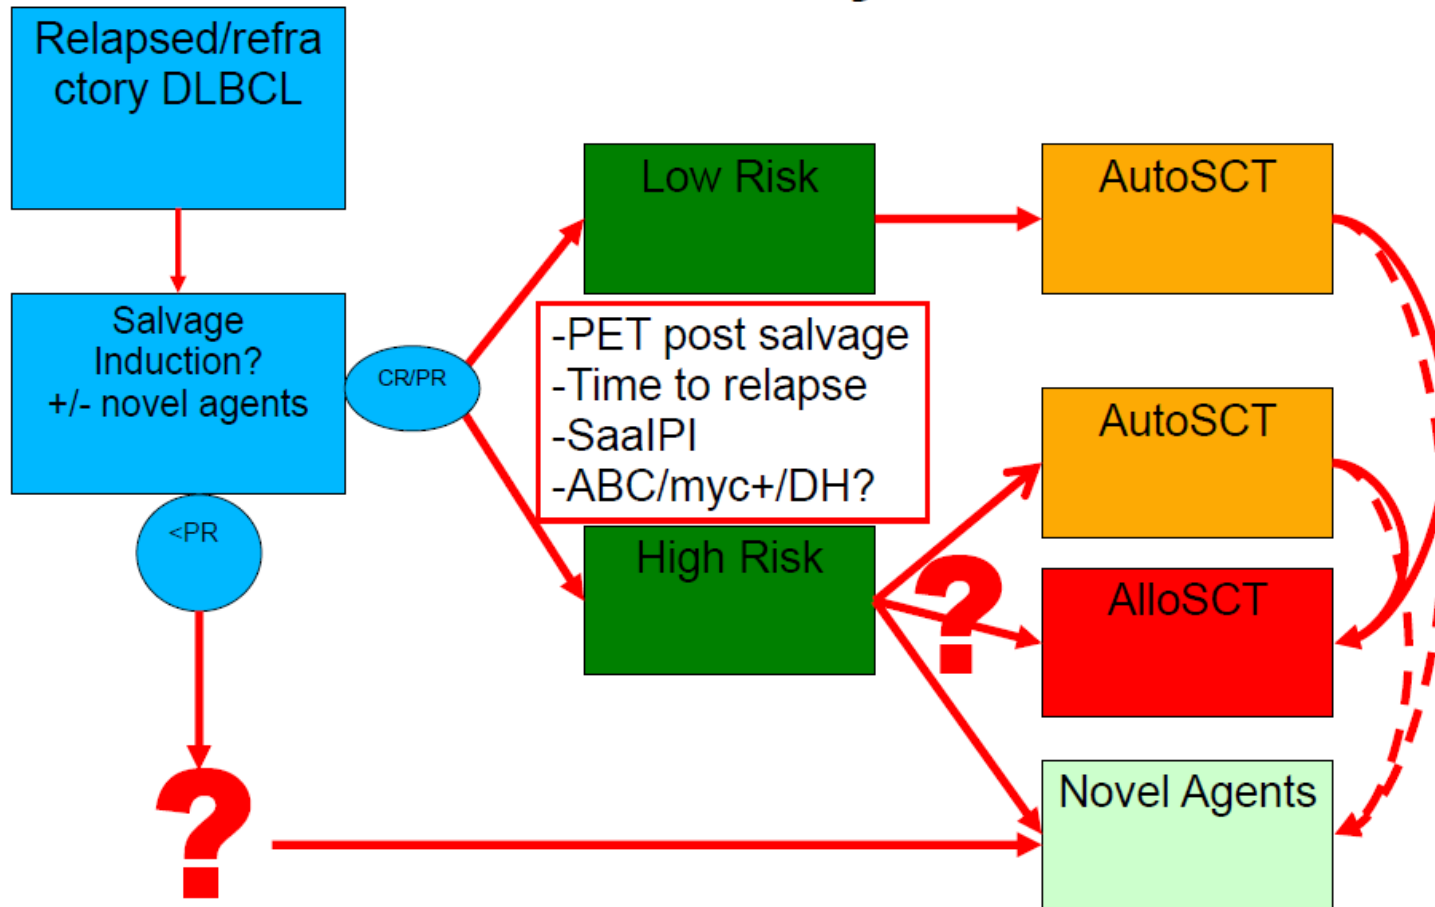 Relapsed/refra
ctory DLBCL
Salvage
Induction?
+/- novel agents
CR/PR
<PR
?
Low Risk
-PET post salvage
-Time to relapse
-SaaIPI
-ABC/myc+/DH?
High Risk
?
AutoSCT
AutoSCT
AlloSCT
Novel Agents